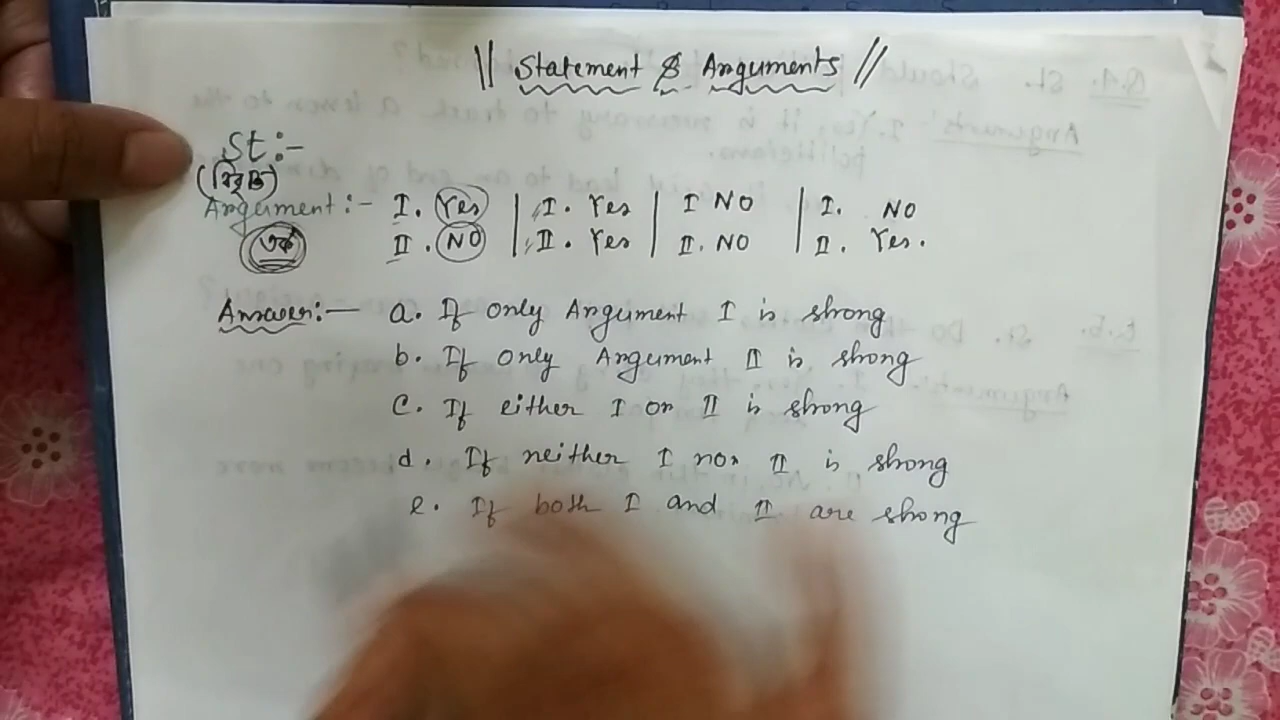 || Statement & Arguments //
St:-
(বিবৃতি)
Argument:- I. Yes | I. Yes | I NO | I. NO
তর্ক II. NO | II. Yes | II. NO | II. Yes.
Answer:- a. If only Argument I is strong
b. If only Argument II is strong
c. If either I or II is strong
d. If neither I nor II is strong
e. If both I and II are strong